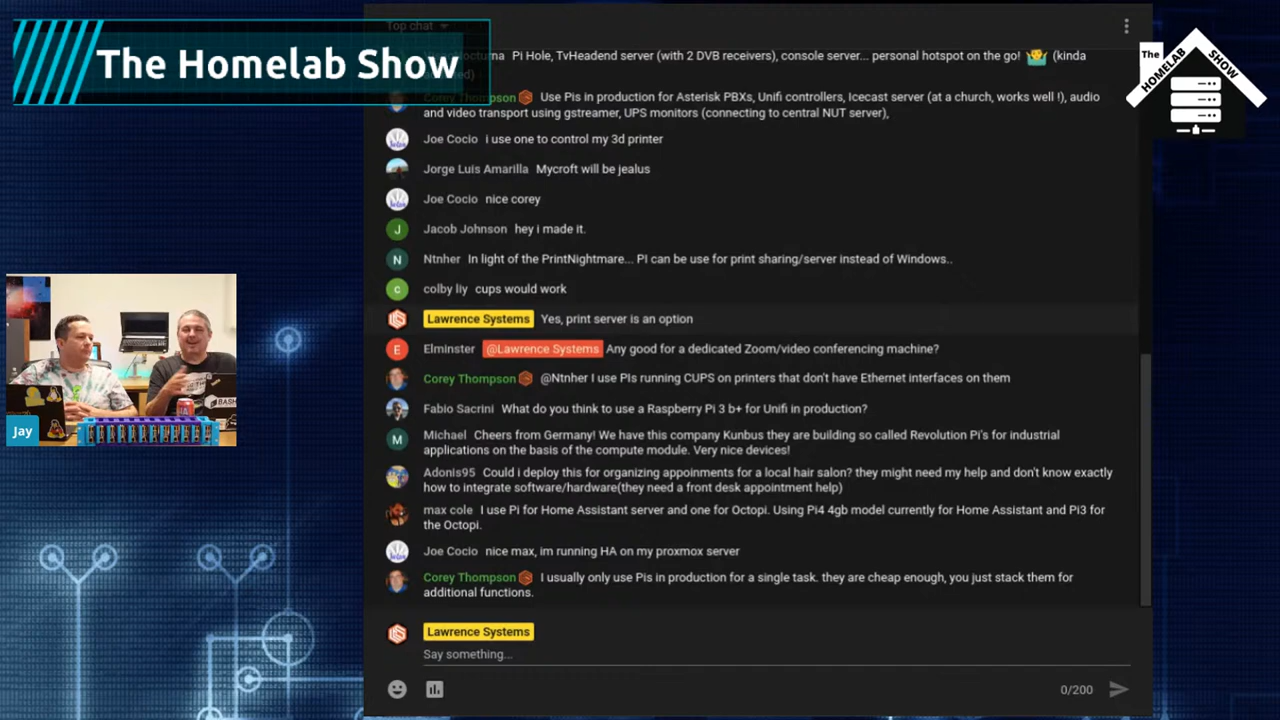 Top chat
The Homelab Show
The
HOMELAB
SHOW
Pi Hole, TvHeadend server (with 2 DVB receivers), console server... personal hotspot on the go! (kinda
Corey Thompson Use Pis in production for Asterisk PBXs, Unifi controllers, Icecast server (at a church, works well !), audio
and video transport using gstreamer, UPS monitors (connecting to central NUT server),
Joe Cocio i use one to control my 3d printer
Jorge Luis Amarilla Mycroft will be jealus
Joe Cocio nice corey
J Jacob Johnson hey i made it.
N Ntnher In light of the PrintNightmare... PI can be use for print sharing/server instead of Windows..
c colby liy cups would work
Lawrence Systems Yes, print server is an option
E Elminster @Lawrence Systems Any good for a dedicated Zoom/video conferencing machine?
Corey Thompson @Ntnher I use PIs running CUPS on printers that don't have Ethernet interfaces on them
Fabio Sacrini What do you think to use a Raspberry Pi 3 b+ for Unifi in production?
M Michael Cheers from Germany! We have this company Kunbus they are building so called Revolution Pi's for industrial
applications on the basis of the compute module. Very nice devices!
Adonis95 Could i deploy this for organizing appoinments for a local hair salon? they might need my help and don't know exactly
how to integrate software/hardware(they need a front desk appointment help)
max cole I use Pi for Home Assistant server and one for Octopi. Using Pi4 4gb model currently for Home Assistant and Pi3 for
the Octopi.
Joe Cocio nice max, im running HA on my proxmox server
Corey Thompson I usually only use Pis in production for a single task. they are cheap enough, you just stack them for
additional functions.
Lawrence Systems
Say something...
0/200
Jay
BASH